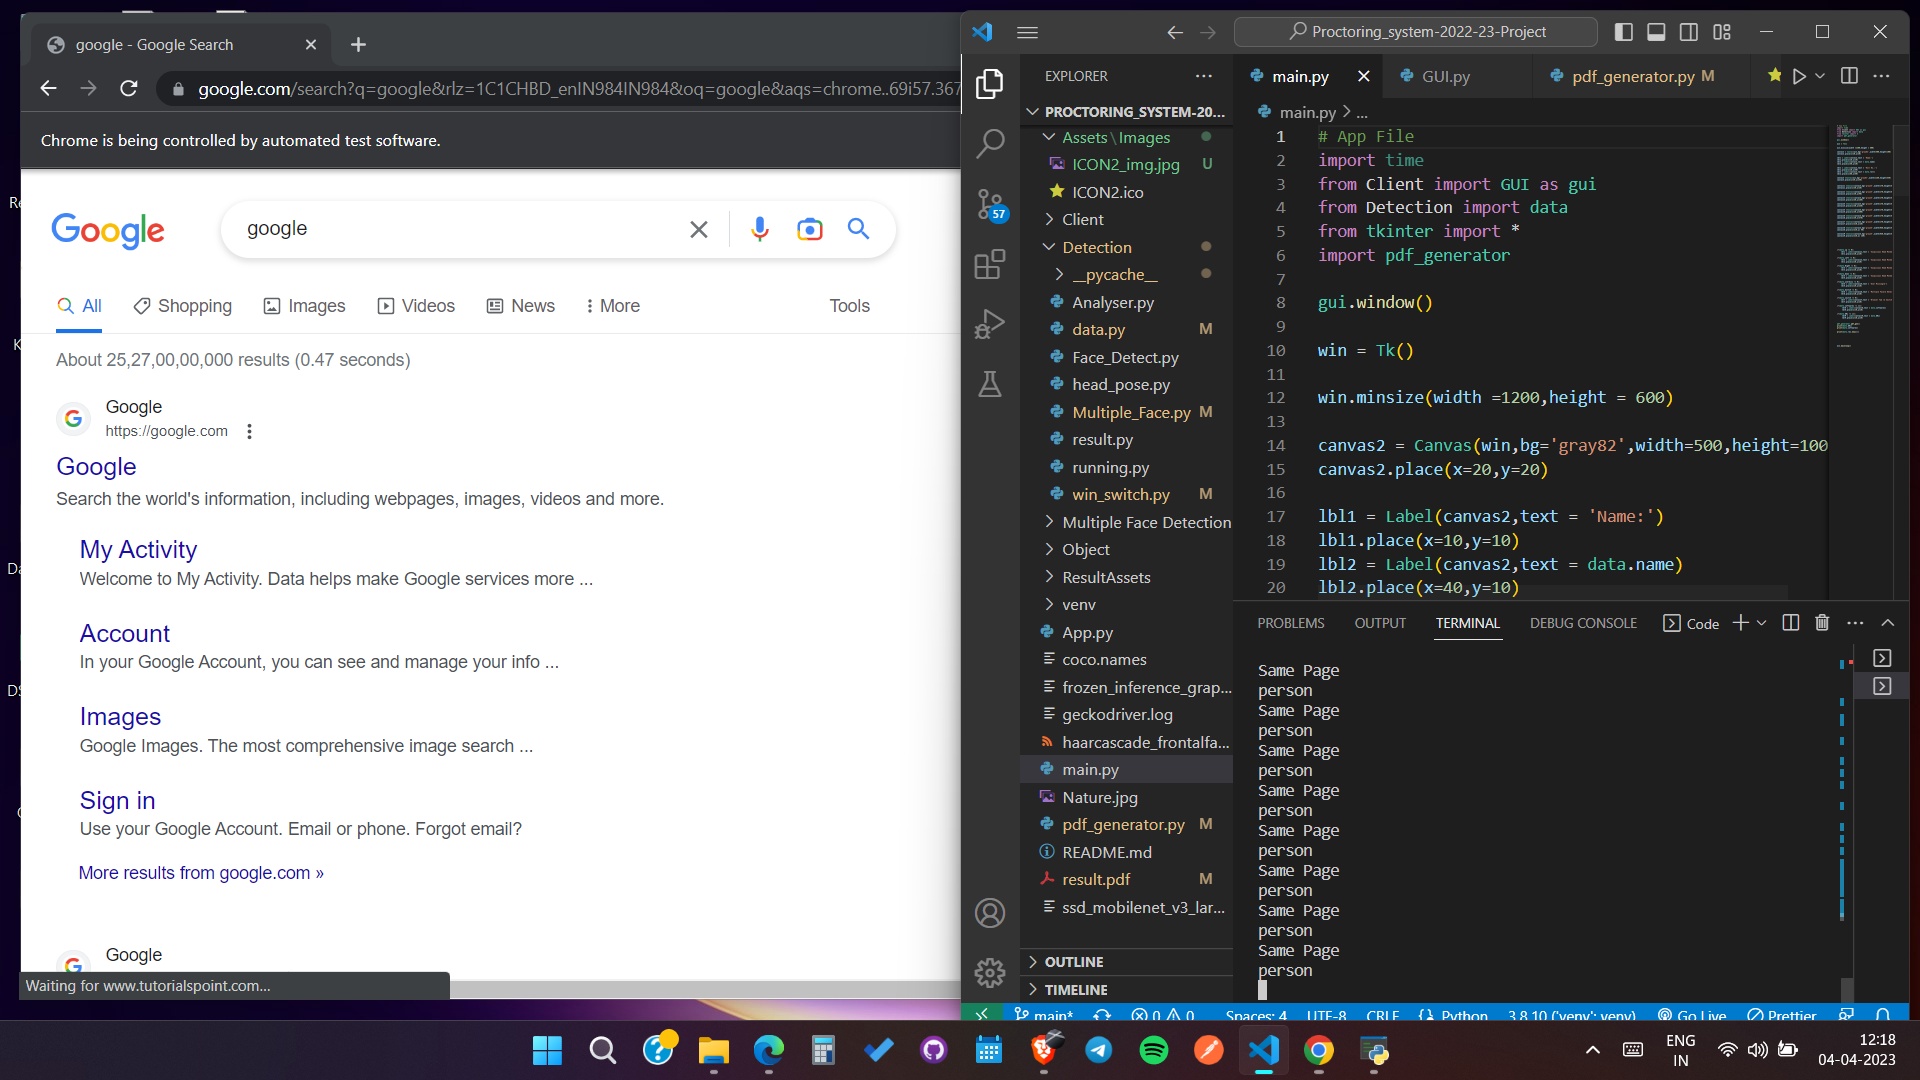 google - Google Search
google.com/search?q=google&rlz=1C1CHBD_enIN984IN984&oq=google&aqs=chrome..69i57.367
Chrome is being controlled by automated test software.
Google
google
All
Shopping
Images
Videos
News
More
Tools
About 25,27,00,00,000 results (0.47 seconds)
Google
https://google.com
Google
Search the world's information, including webpages, images, videos and more.
My Activity
Welcome to My Activity. Data helps make Google services more ...
Account
In your Google Account, you can see and manage your info ...
Images
Google Images. The most comprehensive image search ...
Sign in
Use your Google Account. Email or phone. Forgot email?
More results from google.com »
Google
Waiting for www.tutorialspoint.com...
Proctoring_system-2022-23-Project
EXPLORER
PROCTORING_SYSTEM-20...
Assets\Images
ICON2_img.jpg U
ICON2.ico
Client
57
Detection
__pycache__
Analyser.py
data.py M
Face_Detect.py
head_pose.py
Multiple_Face.py M
result.py
running.py
win_switch.py M
Multiple Face Detection
Object
ResultAssets
venv
App.py
coco.names
frozen_inference_grap...
geckodriver.log
haarcascade_frontalfa...
main.py
Nature.jpg
pdf_generator.py M
README.md
result.pdf M
ssd_mobilenet_v3_lar...
OUTLINE
TIMELINE
main.py
GUI.py
pdf_generator.py M
main.py > ...
1 # App File
2 import time
3 from Client import GUI as gui
4 from Detection import data
5 from tkinter import *
6 import pdf_generator
7
8 gui.window()
9
10 win = Tk()
11
12 win.minsize(width =1200,height = 600)
13
14 canvas2 = Canvas(win,bg='gray82',width=500,height=100
15 canvas2.place(x=20,y=20)
16
17 lbl1 = Label(canvas2,text = 'Name:')
18 lbl1.place(x=10,y=10)
19 lbl2 = Label(canvas2,text = data.name)
20 lbl2.place(x=40,y=10)
PROBLEMS OUTPUT TERMINAL DEBUG CONSOLE
Code
Same Page
person
Same Page
person
Same Page
person
Same Page
person
Same Page
person
Same Page
person
Same Page
person
Same Page
person
main* 0 0 Spaces: 4 UTF-8 CRLF Python 3.8.10 ('venv': venv) Go Live Prettier
ENG
IN
12:18
04-04-2023